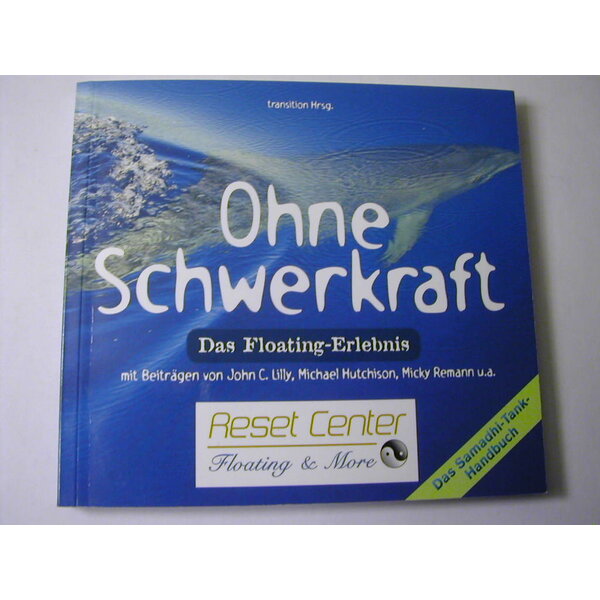 transition Hrsg.
Ohne
Schwerkraft
Das Floating-Erlebnis
mit Beiträgen von John C. Lilly, Michael Hutchison, Micky Remann u.a.
Reset Center
Floating & More
Das Samadhi-Tank-
Handbuch